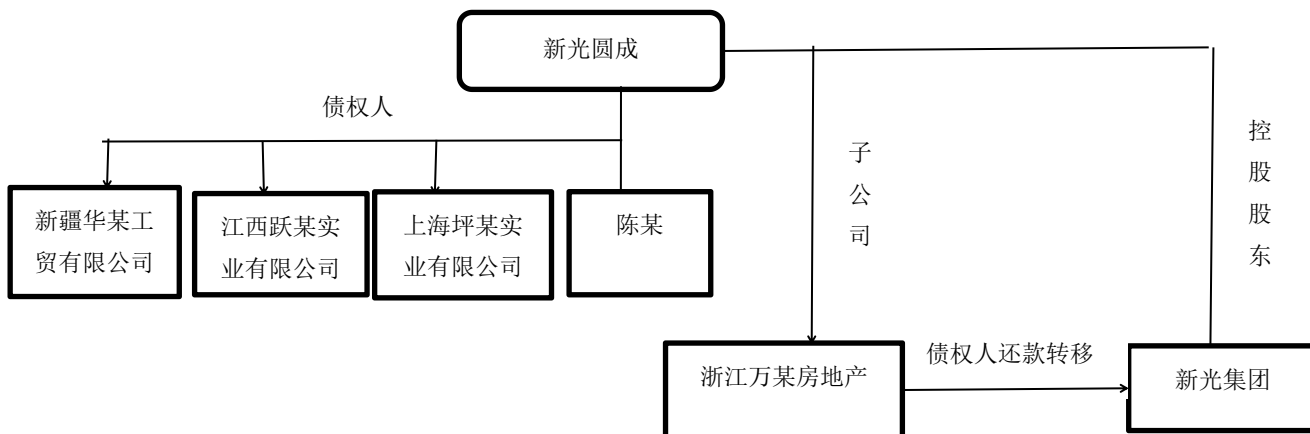 新光圆成
债权人
子公司
控股股东
新疆华某工
贸有限公司
江西跃某实
业有限公司
上海坪某实
业有限公司
陈某
浙江万某房地产
债权人还款转移
新光集团